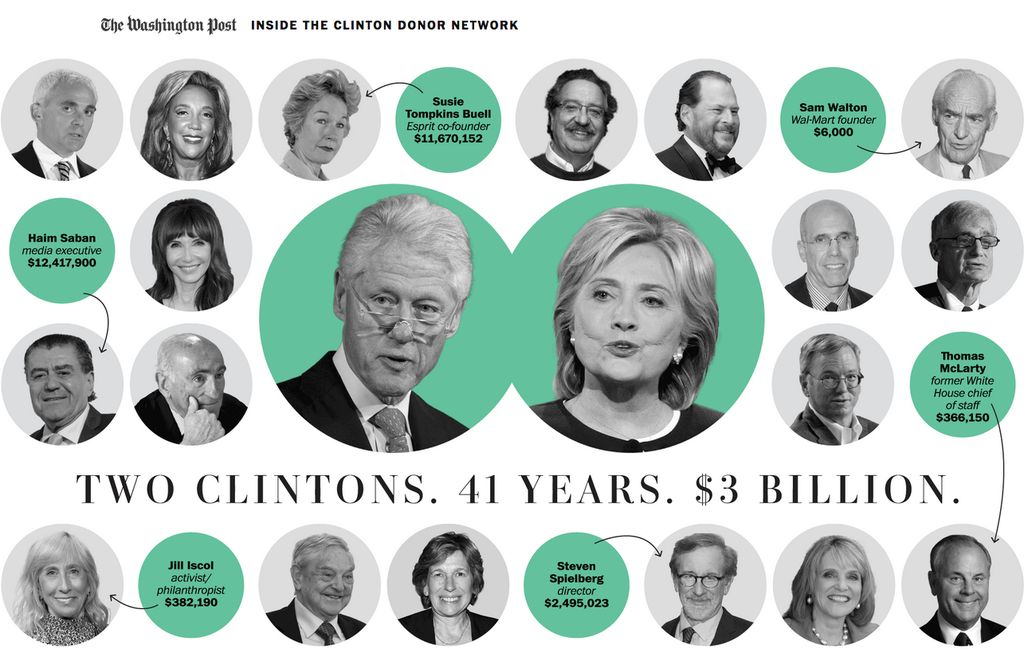 The Washington Post INSIDE THE CLINTON DONOR NETWORK
Susie
Tompkins Buell
Esprit co-founder
$11,670,152
Sam Walton
Wal-Mart founder
$6,000
Haim Saban
media executive
$12,417,900
Thomas
McLarty
former White
House chief
of staff
$366,150
TWO CLINTONS. 41 YEARS. $3 BILLION.
Jill Iscol
activist/
philanthropist
$382,190
Steven
Spielberg
director
$2,495,023